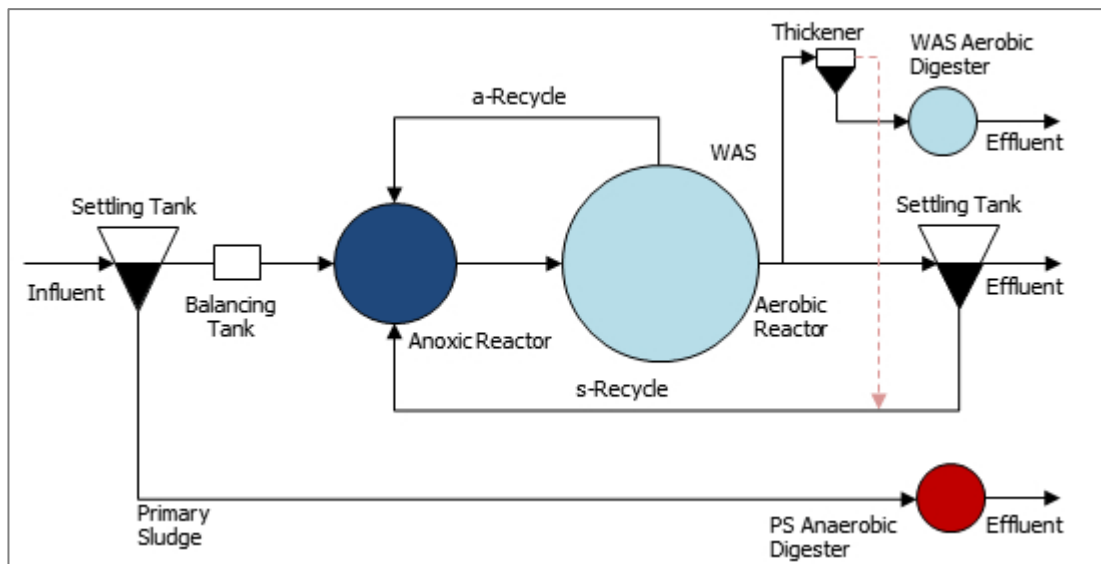 Thickener
WAS Aerobic
Digester
Effluent
a-Recycle
WAS
Settling Tank
Settling Tank
Influent
Balancing
Tank
Anoxic Reactor
Aerobic
Reactor
Effluent
s-Recycle
Primary
Sludge
PS Anaerobic
Digester
Effluent